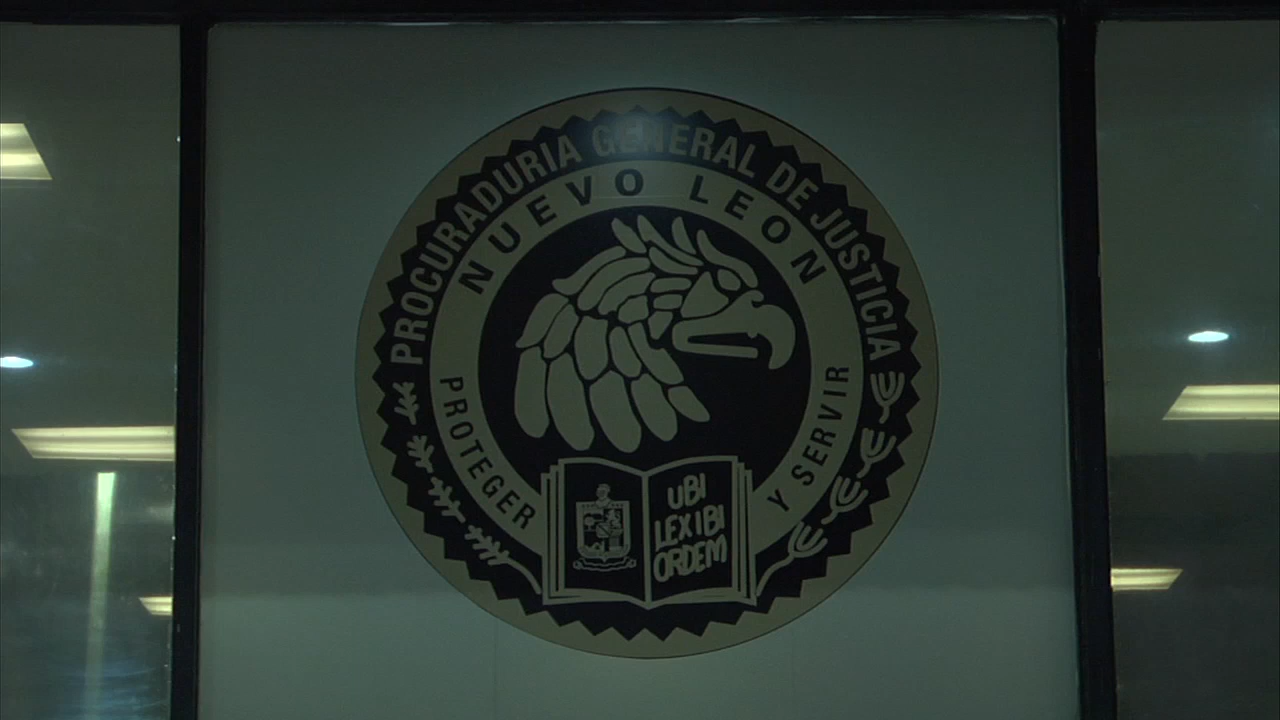 PROCURADURIA GENERAL DE JUSTICIA
NUEVO LEON
PROTEGER Y SERVIR
UBI
LEX IBI
ORDEM